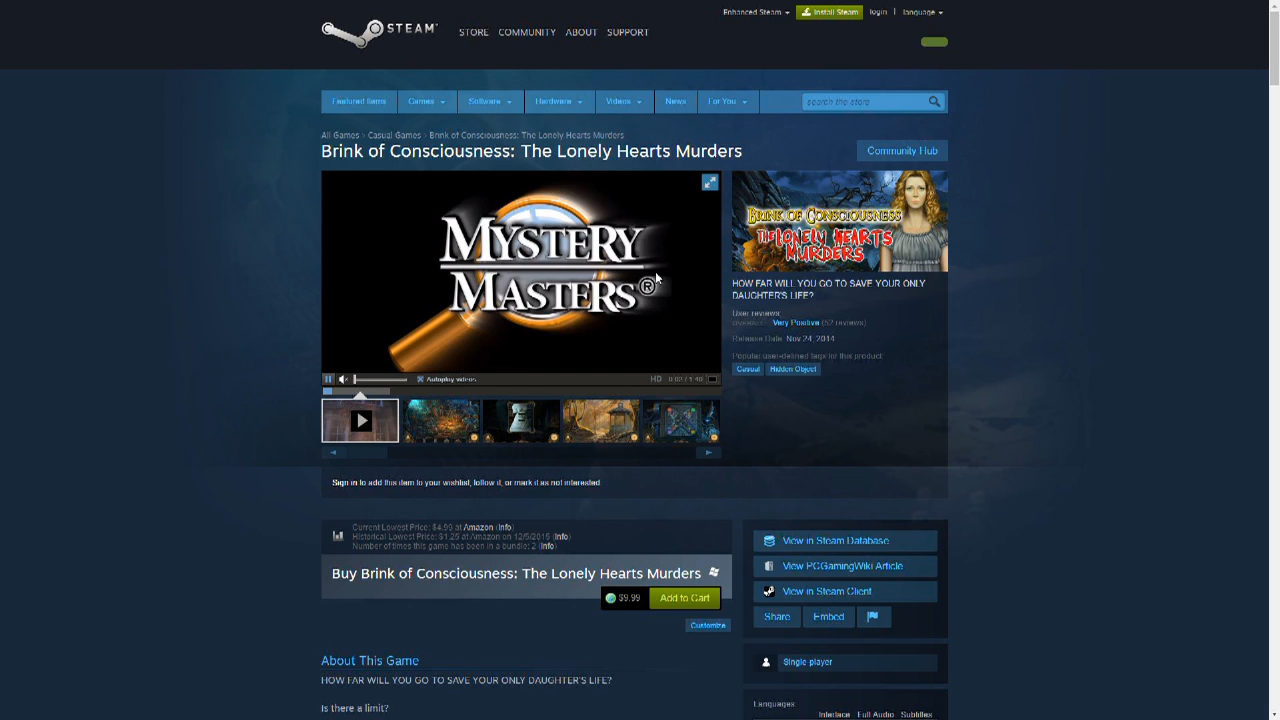 Enhanced Steam
Install Steam
login
language
STEAM
STORE COMMUNITY ABOUT SUPPORT
Featured Items
Games
Software
Hardware
Videos
News
For You
search the store
All Games > Casual Games > Brink of Consciousness: The Lonely Hearts Murders
Brink of Consciousness: The Lonely Hearts Murders
Community Hub
MYSTERY
MASTERS®
BRINK OF CONSCIOUSNESS
THE LONELY HEARTS
MURDERS
HOW FAR WILL YOU GO TO SAVE YOUR ONLY
DAUGHTER'S LIFE?
User reviews:
Very Positive (52 reviews)
Release Date: Nov 24, 2014
Popular user-defined tags for this product:
Casual
Hidden Object
Autoplay videos
HD
0:02 / 1:40
Sign in to add this item to your wishlist, follow it, or mark it as not interested
Current Lowest Price: $4.99 at Amazon (Info)
Historical Lowest Price: $1.25 at Amazon on 12/5/2015 (Info)
Number of times this game has been in a bundle: 2 (Info)
Buy Brink of Consciousness: The Lonely Hearts Murders
$9.99
Add to Cart
Customize
View in Steam Database
View PCGamingWiki Article
View in Steam Client
Share
Embed
About This Game
HOW FAR WILL YOU GO TO SAVE YOUR ONLY DAUGHTER'S LIFE?
Is there a limit?
Single-player
Languages:
Interface Full Audio Subtitles